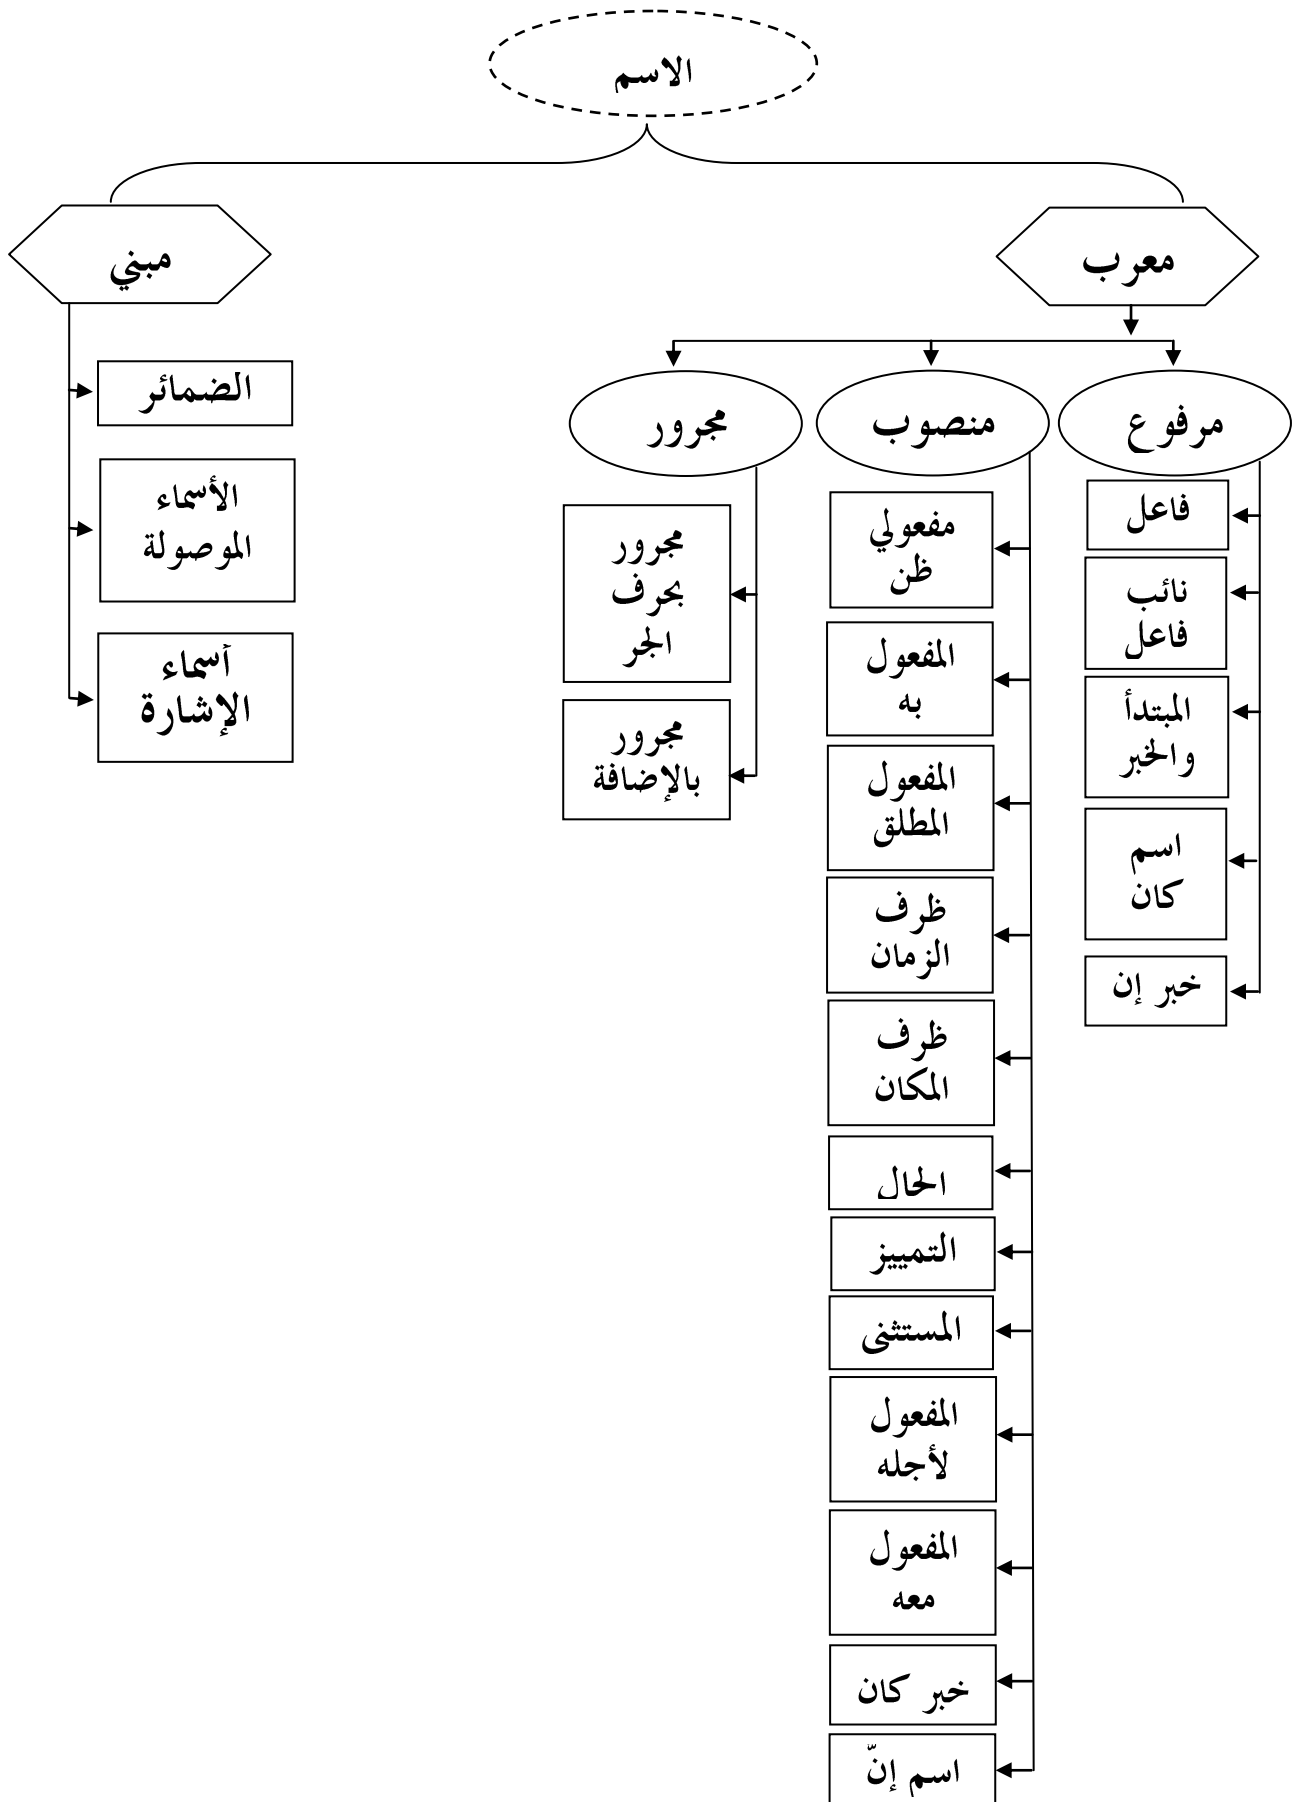 الاسم
معرب
مبني
مرفوع
فاعل
نائب
فاعل
المبتدأ
والخبر
اسم
كان
خبر إن
منصوب
مفعولي
ظن
المفعول
به
المفعول
المطلق
ظرف
الزمان
ظرف
المكان
الحال
التمييز
المستثنى
المفعول
لأجله
المفعول
معه
خبر كان
اسم إنّ
مجرور
مجرور
بحرف
الجر
مجرور
بالإضافة
الضمائر
الأسماء
الموصولة
أسماء
الإشارة